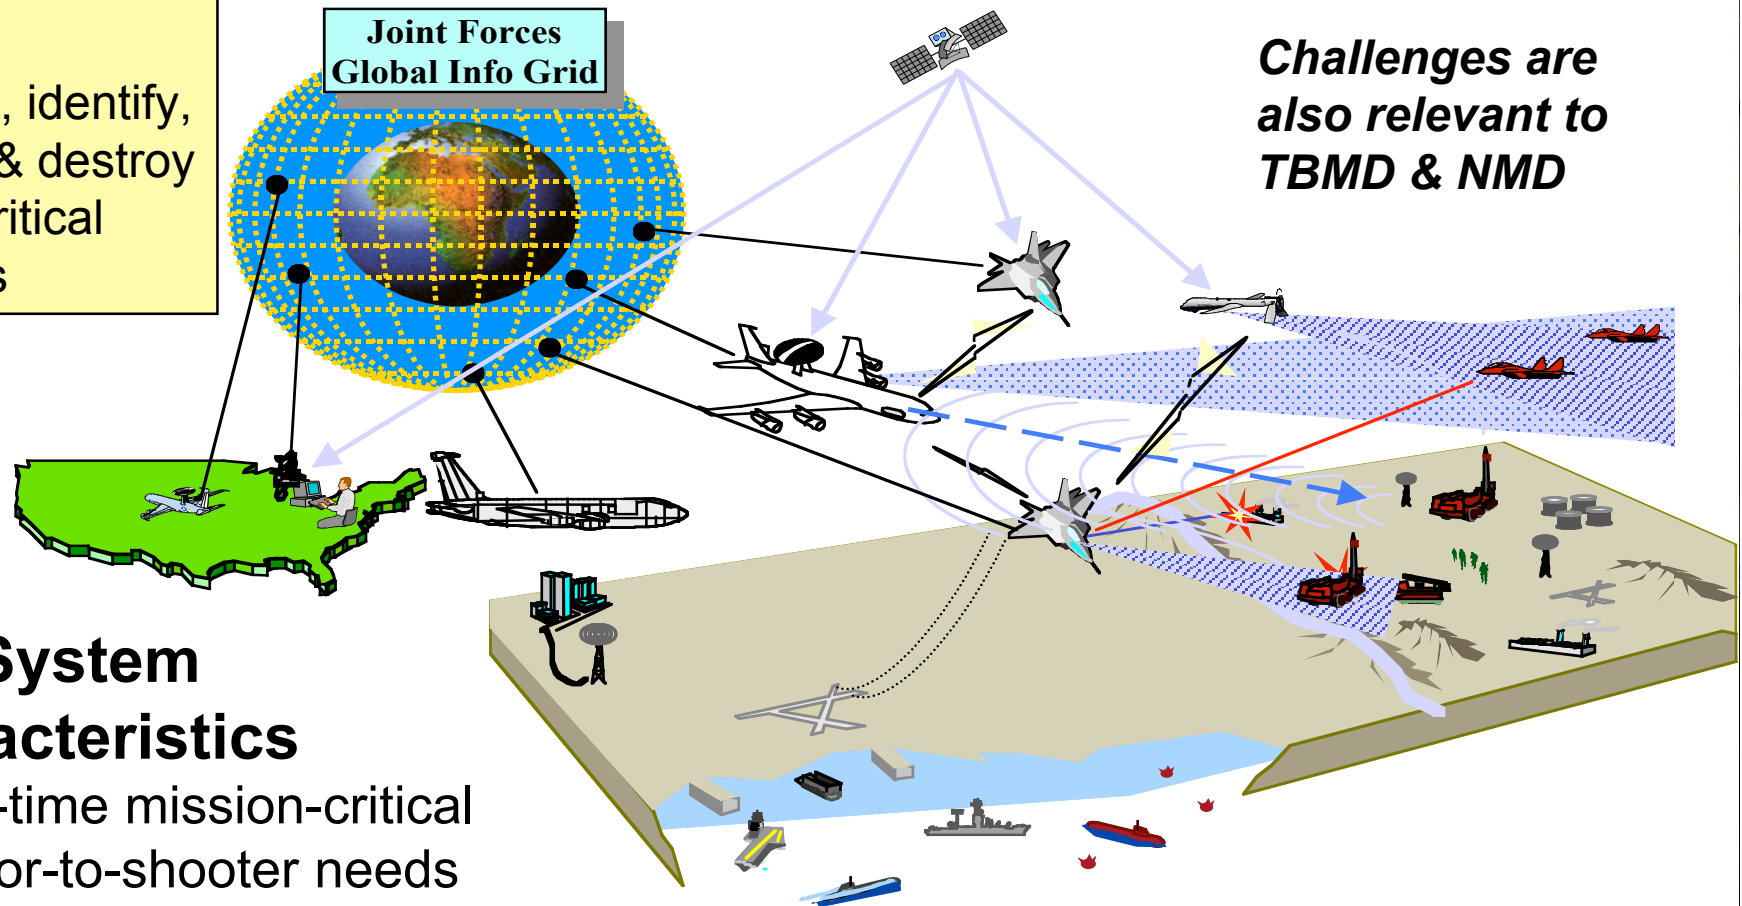 , identify,
& destroy
ritical
s
Joint Forces
Global Info Grid
Challenges are
also relevant to
TBMD & NMD
System
acteristics
-time mission-critical
or-to-shooter needs